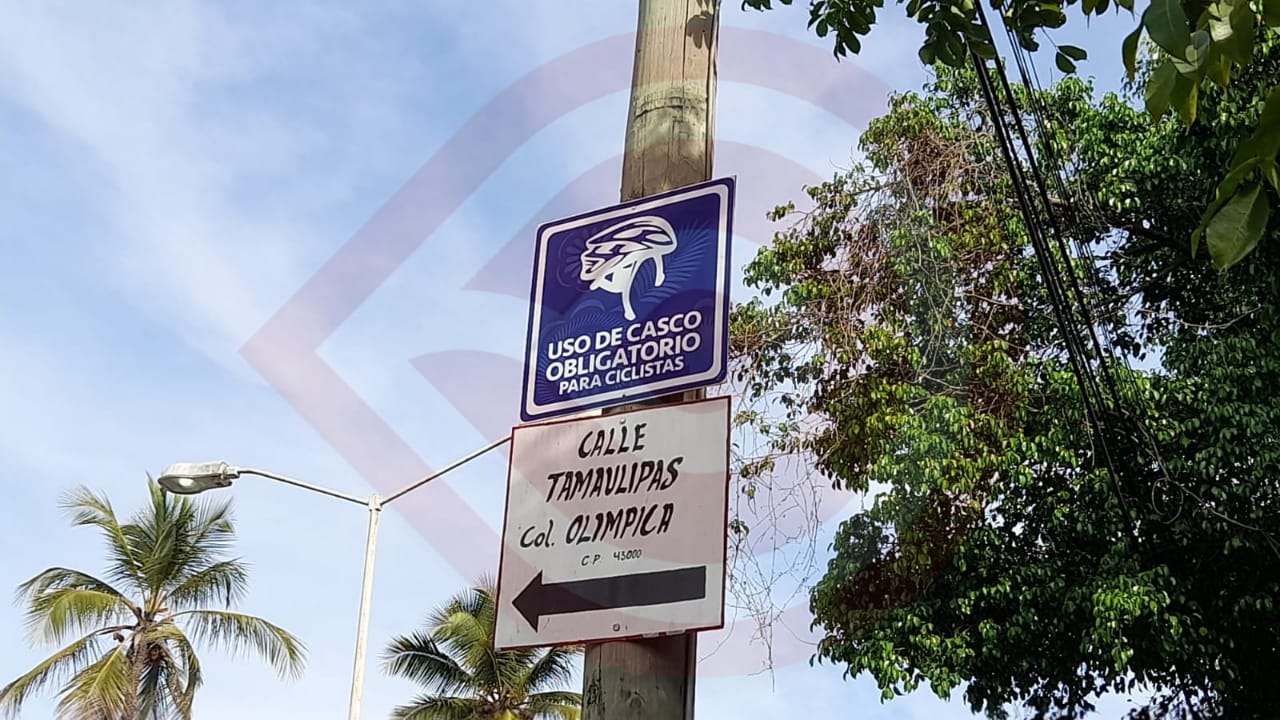 USO DE CASCO
OBLIGATORIO
PARA CICLISTAS
CALLE
TAMAULIPAS
Col. OLIMPICA
C.P. 43000